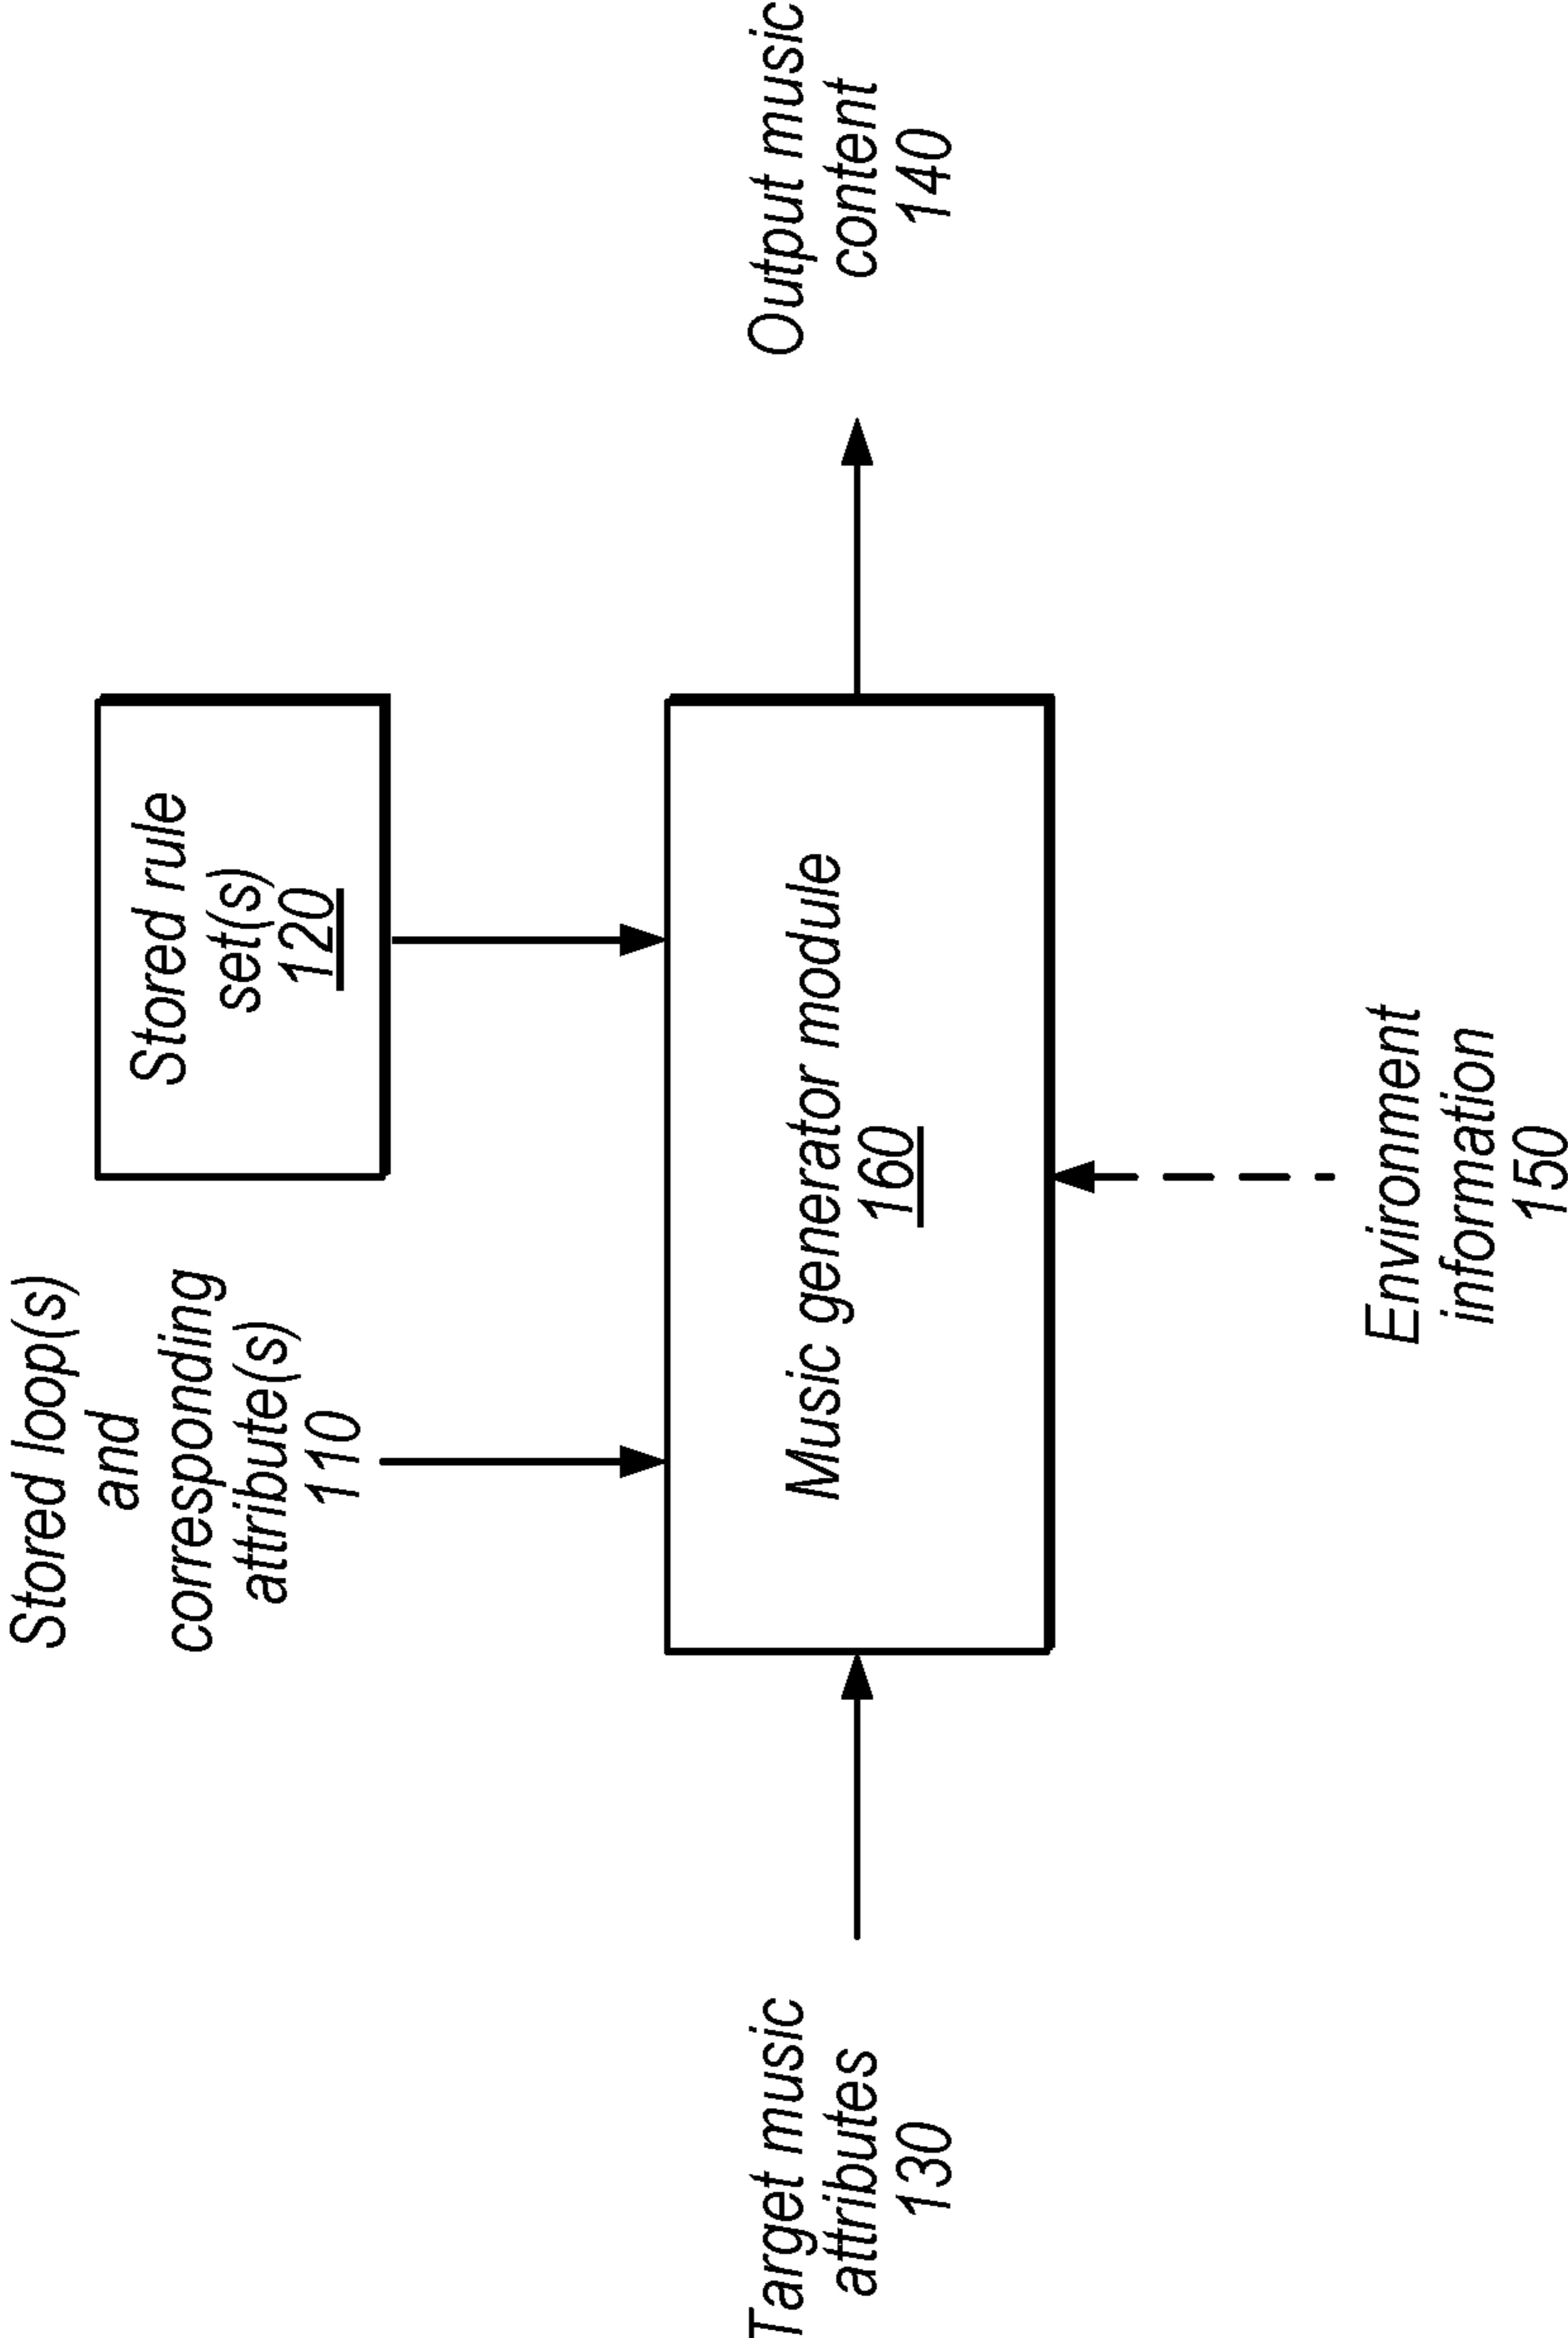 Stored loop(s)
and
corresponding
attribute(s)
110
Stored rule
set(s)
120
Target music
attributes
130
Music generator module
160
Output music
content
140
Environment
information
150